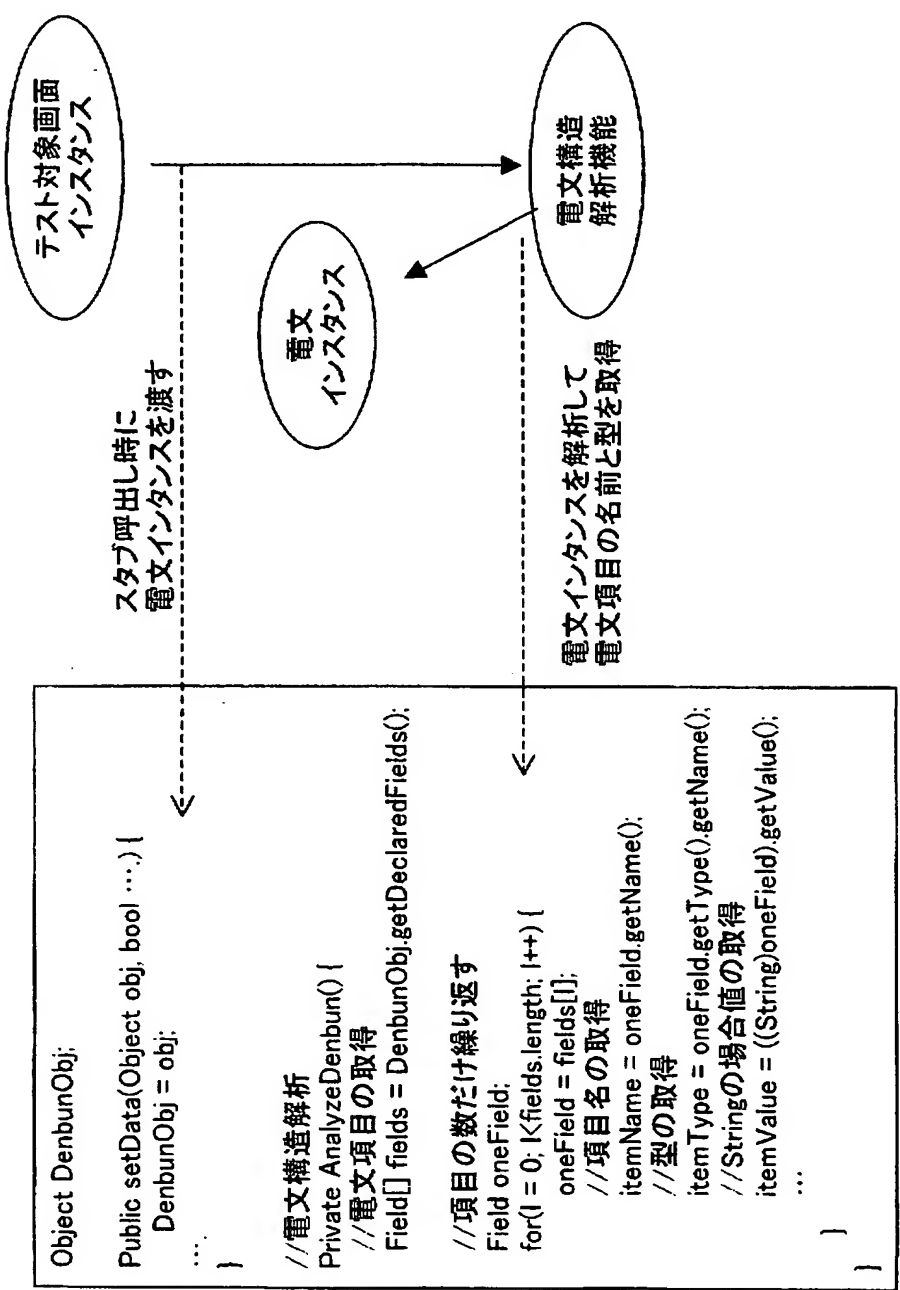 Object DenbunObj;
Public setData(Object obj, bool ….) {
DenbunObj = obj;
…
}
//電文構造解析
Private AnalyzeDenbun() {
//電文項目の取得
Field[] fields = DenbunObj.getDeclaredFields();
//項目の数だけ繰り返す
Field oneField;
for(I = 0; I<fields.length; I++) {
oneField = fields[I];
//項目名の取得
itemName = oneField.getName();
//型の取得
itemType = oneField.getType().getName();
//Stringの場合値の取得
itemValue = ((String)oneField).getValue();
…
}
}
スタブ呼出し時に
電文インタンスを渡す
電文インタンスを解析して
電文項目の名前と型を取得
テスト対象画面
インスタンス
電文
インスタンス
電文構造
解析機能